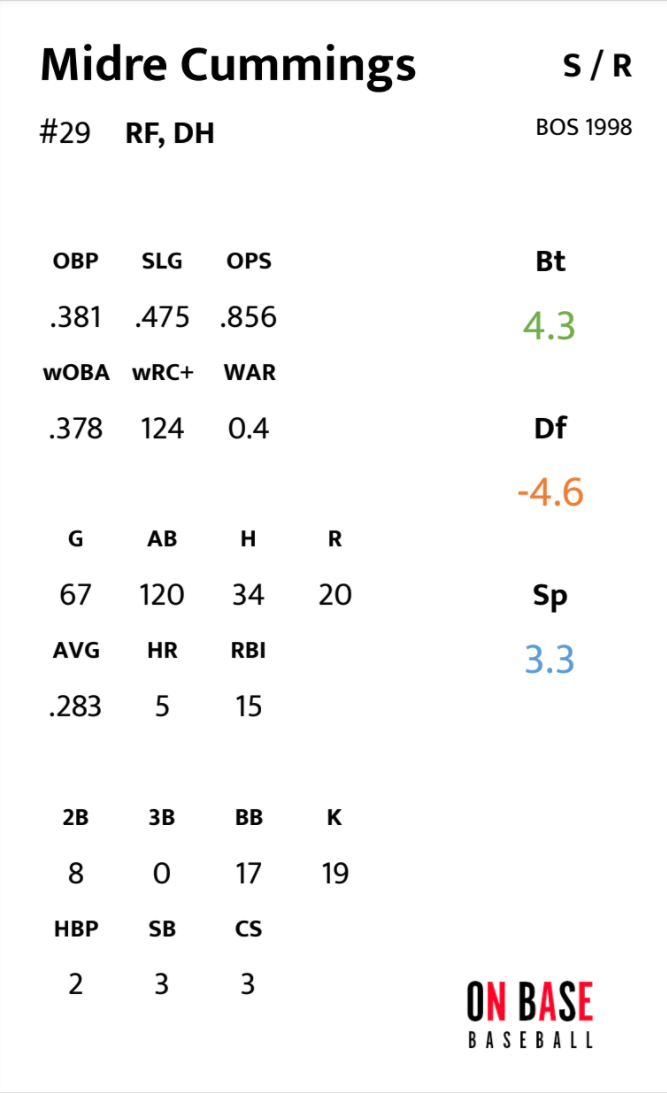 Midre Cummings S / R
#29 RF, DH BOS 1998
OBP SLG OPS Bt
.381 .475 .856 4.3
wOBA wRC+ WAR
.378 124 0.4 Df
-4.6
G AB H R
67 120 34 20 Sp
AVG HR RBI 3.3
.283 5 15
2B 3B BB K
8 0 17 19
HBP SB CS
2 3 3
ON BASE
BASEBALL